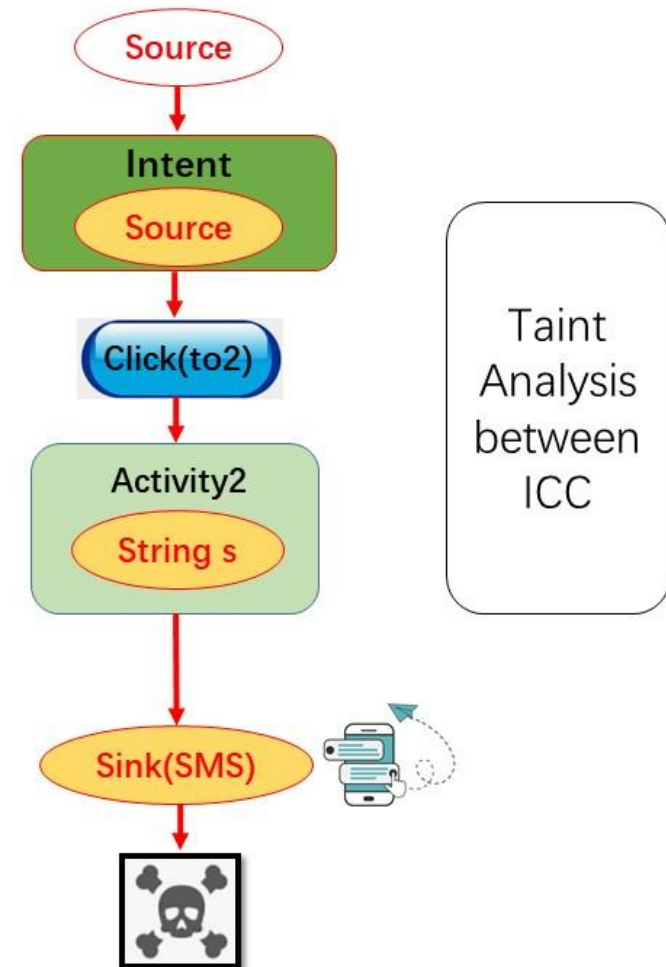 Source
Intent
Source
Click(to2)
Activity2
String s
Sink(SMS)
Taint
Analysis
between
ICC